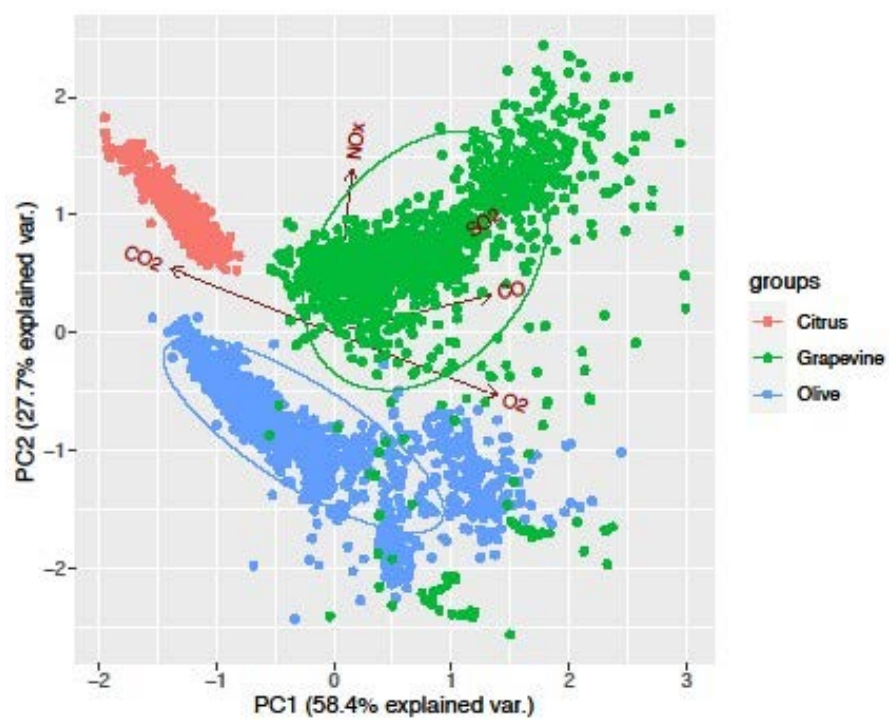 2
1
0
−1
−2
PC2 (27.7% explained var.)
NOx
SO2
CO2
CO
O2
groups
Citrus
Grapevine
Olive
−2 −1 0 1 2 3
PC1 (58.4% explained var.)